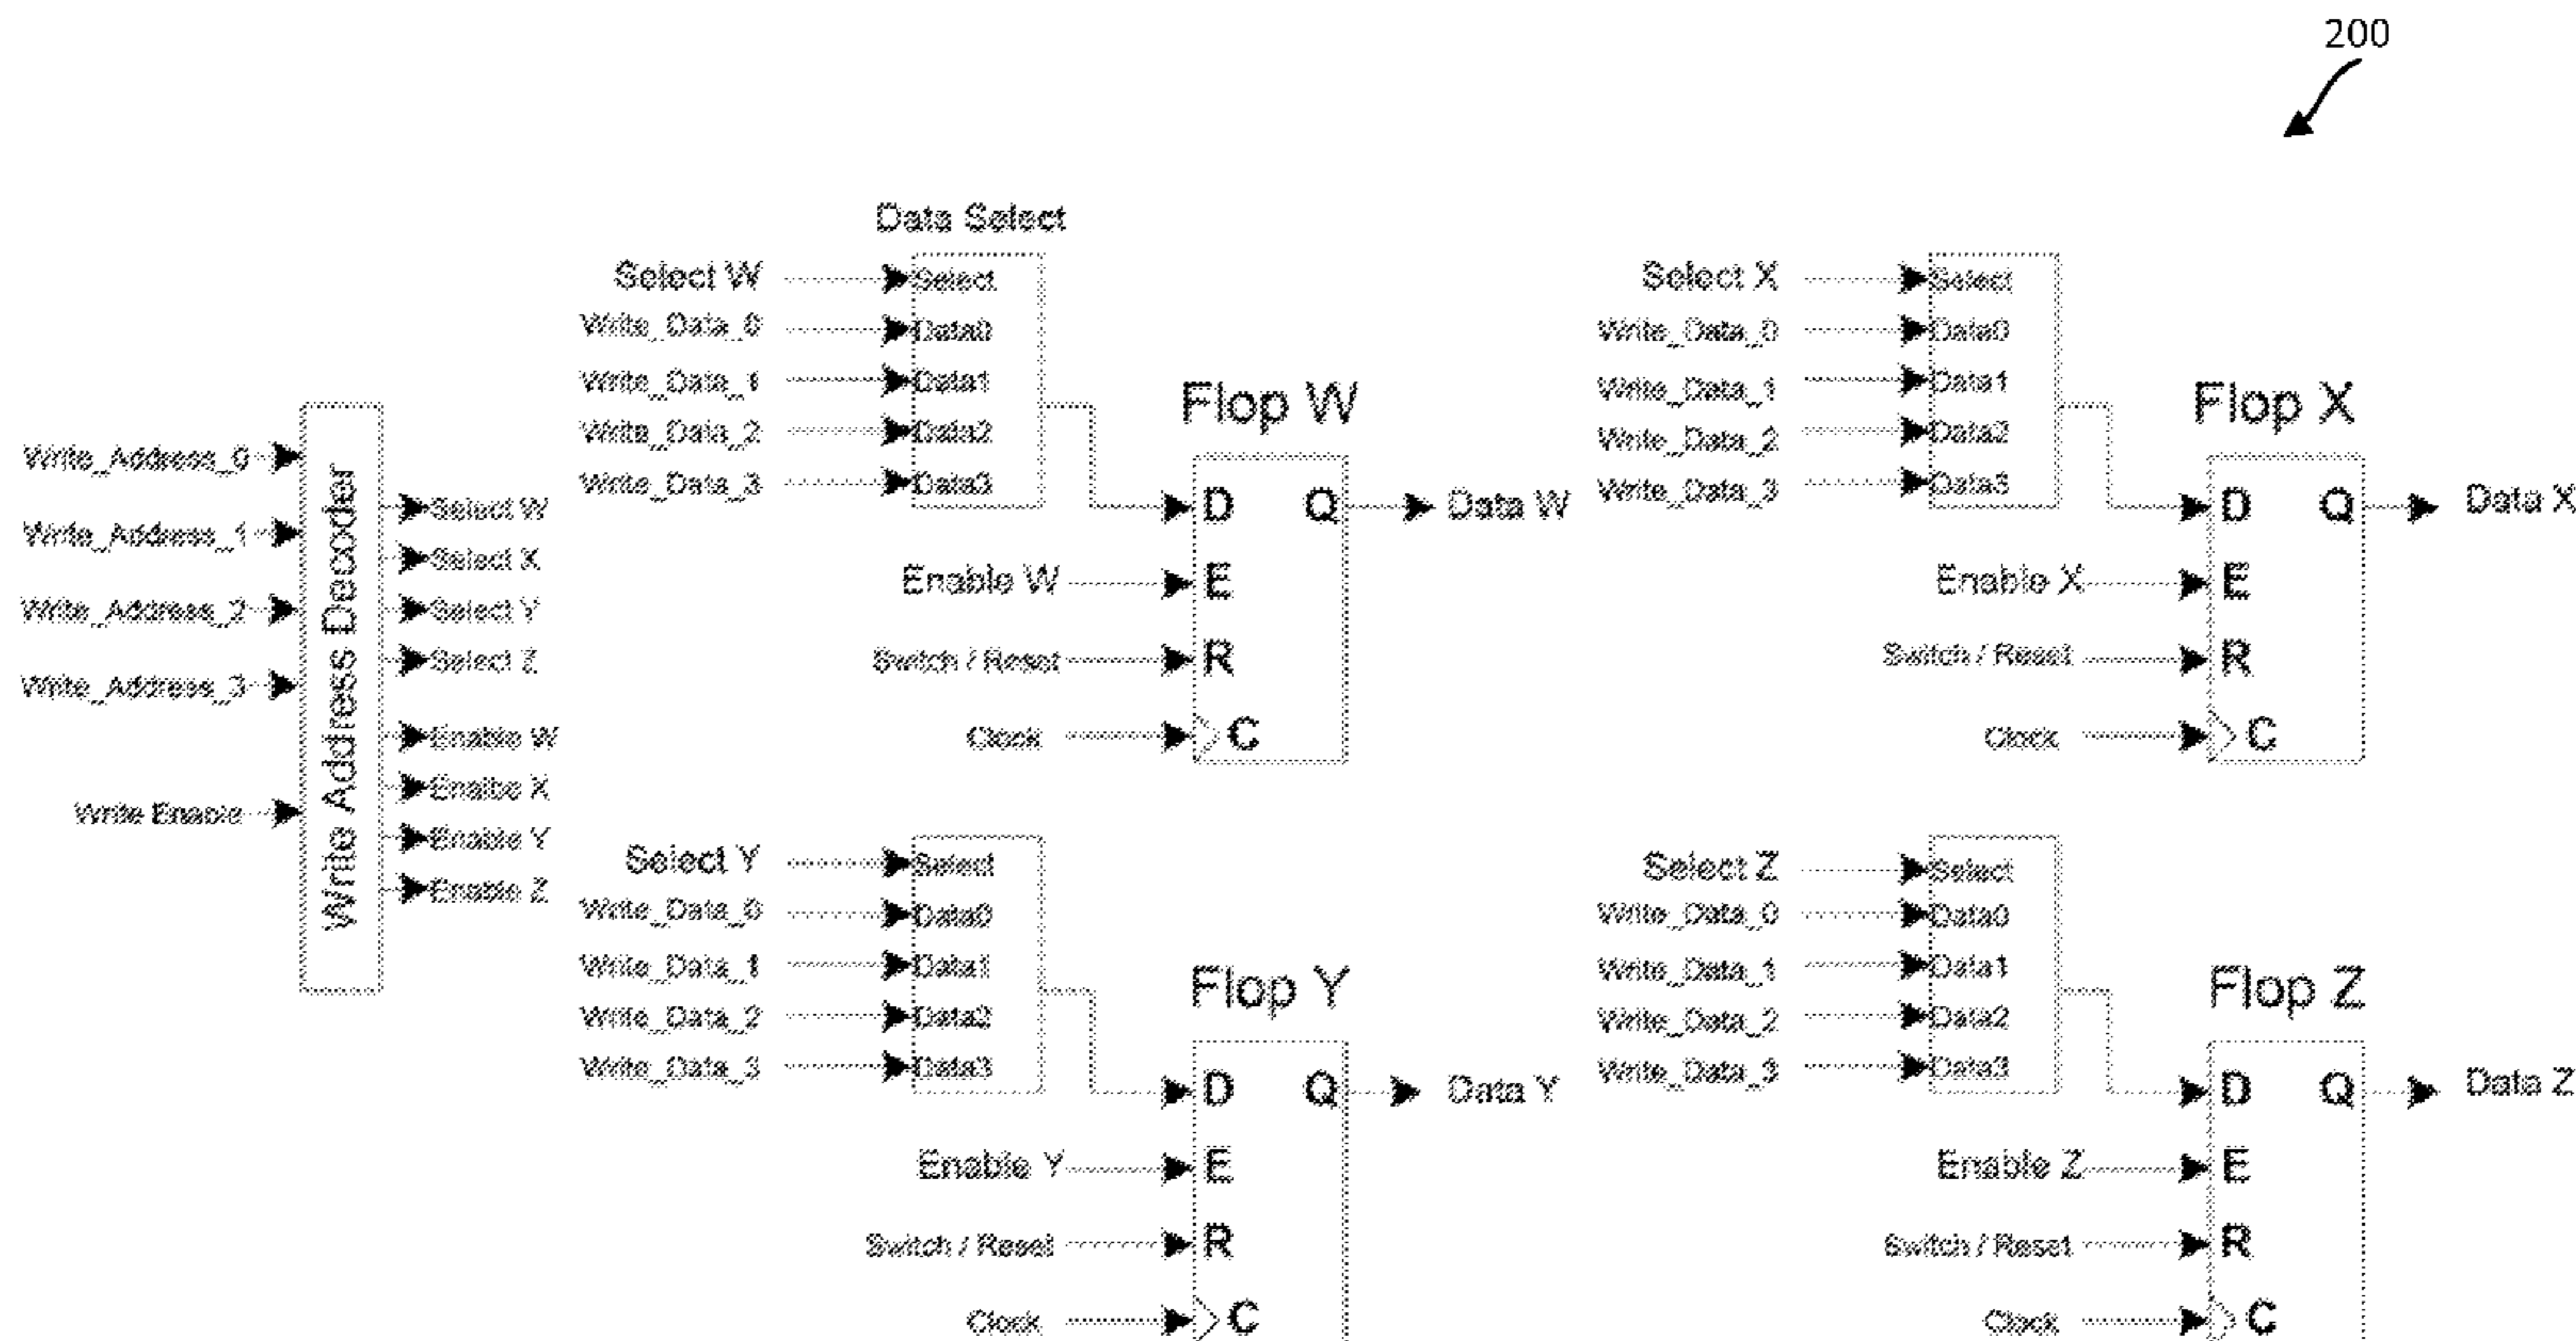 200
Write_Address_0
Write_Address_1
Write_Address_2
Write_Address_3
Write Enable
Write Address Decoder
Select W
Select X
Select Y
Select Z
Enable W
Enalbe X
Enable Y
Enable Z
Data Select
Select W
Write_Data_0
Write_Data_1
Write_Data_2
Write_Data_3
Select
Data0
Data1
Data2
Data3
Flop W
D Q
E
R
C
Enable W
Switch / Reset
Clock
Data W
Select X
Write_Data_0
Write_Data_1
Write_Data_2
Write_Data_3
Select
Data0
Data1
Data2
Data3
Flop X
D Q
E
R
C
Enable X
Switch / Reset
Clock
Data X
Select Y
Write_Data_0
Write_Data_1
Write_Data_2
Write_Data_3
Select
Data0
Data1
Data2
Data3
Flop Y
D Q
E
R
C
Enable Y
Switch / Reset
Clock
Data Y
Select Z
Write_Data_0
Write_Data_1
Write_Data_2
Write_Data_3
Select
Data0
Data1
Data2
Data3
Flop Z
D Q
E
R
C
Enable Z
Switch / Reset
Clock
Data Z